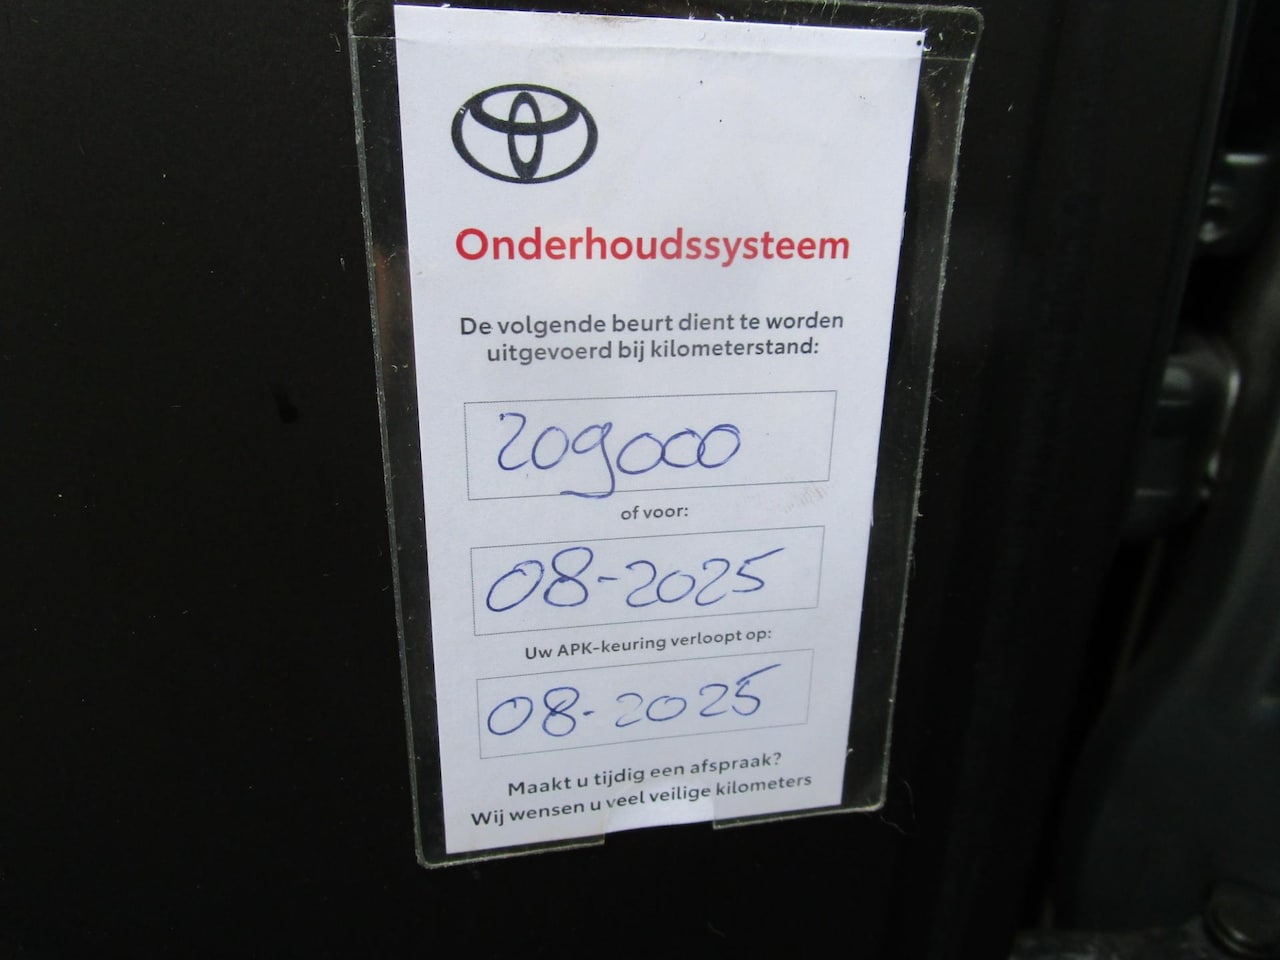 Onderhoudssysteem
De volgende beurt dient te worden
uitgevoerd bij kilometerstand:
209000
of voor:
08-2025
Uw APK-keuring verloopt op:
08-2025
Maakt u tijdig een afspraak?
Wij wensen u veel veilige kilometers